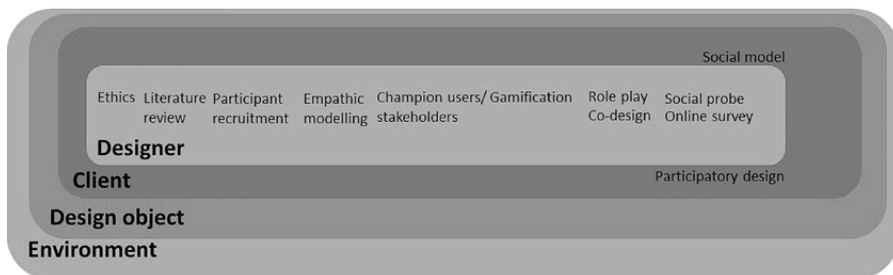 Social model
Ethics Literature Participant Empathic Champion users/ Gamification Role play Social probe
review recruitment modelling stakeholders Co-design Online survey
Designer
Client
Participatory design
Design object
Environment